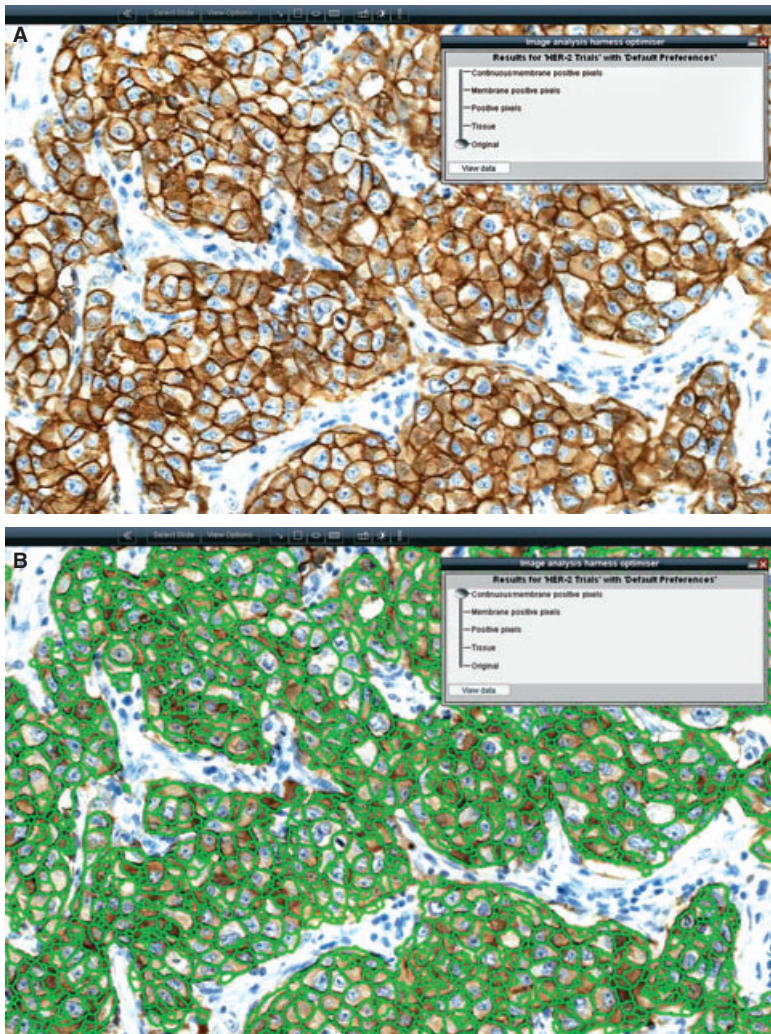 A
Select Slide View Options
Image analysis harness optimiser
Results for 'HER-2 Trials' with 'Default Preferences'
Continuous membrane positive pixels
Membrane positive pixels
Positive pixels
Tissue
Original
View data
B
Select Slide View Options
Image analysis harness optimiser
Results for 'HER-2 Trials' with 'Default Preferences'
Continuous membrane positive pixels
Membrane positive pixels
Positive pixels
Tissue
Original
View data